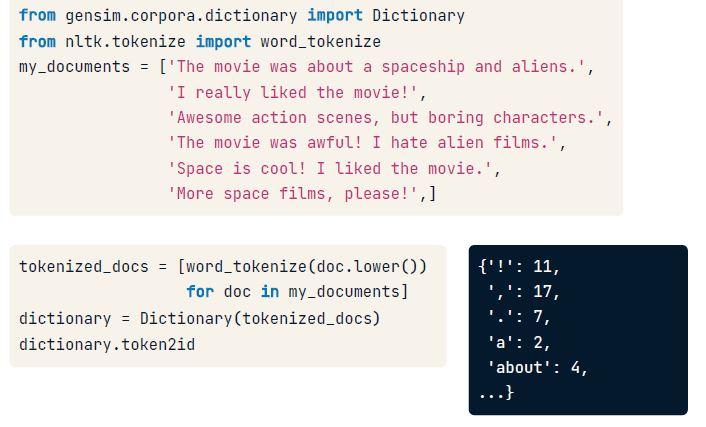 from gensim.corpora.dictionary import Dictionary
from nltk.tokenize import word_tokenize
my_documents = ['The movie was about a spaceship and aliens.',
'I really liked the movie!',
'Awesome action scenes, but boring characters.',
'The movie was awful! I hate alien films.',
'Space is cool! I liked the movie.',
'More space films, please!',]
tokenized_docs = [word_tokenize(doc.lower())
for doc in my_documents]
dictionary = Dictionary(tokenized_docs)
dictionary.token2id
{'!': 11,
',': 17,
'.': 7,
'a': 2,
'about': 4,
...}